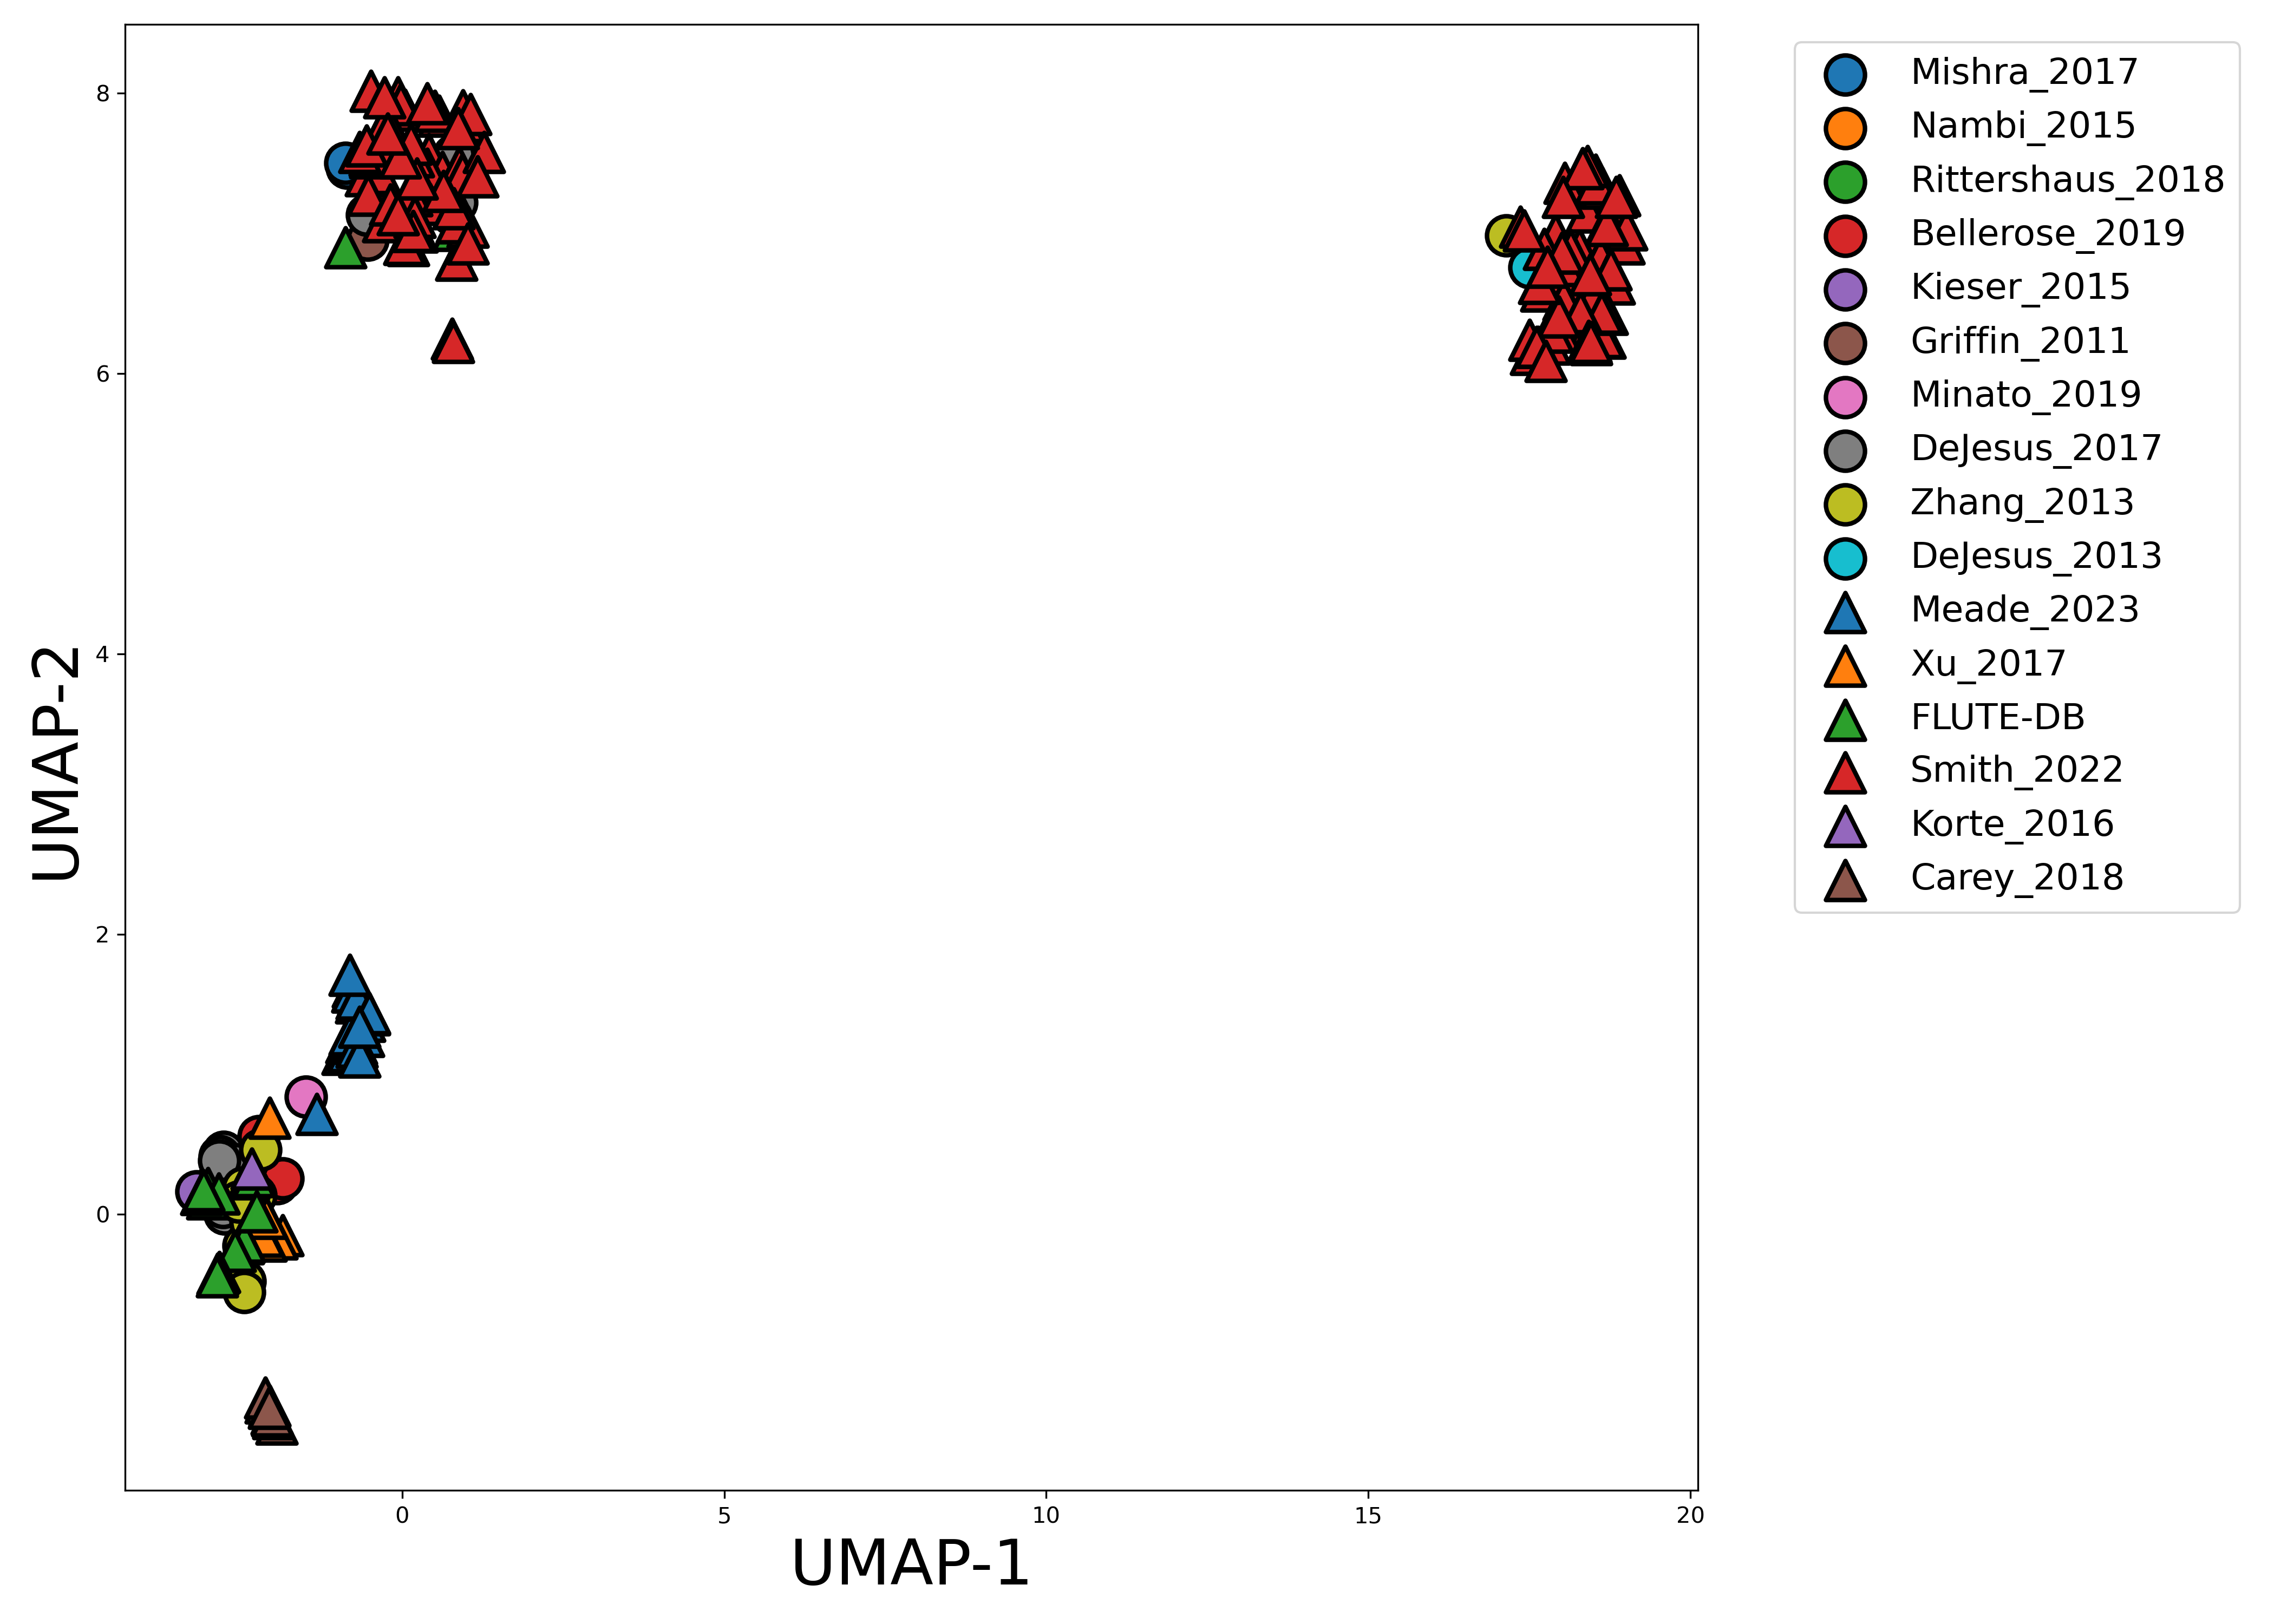 8
6
4
2
0
UMAP-2
0
5
10
15
20
UMAP-1
Mishra_2017
Nambi_2015
Rittershaus_2018
Bellerose_2019
Kieser_2015
Griffin_2011
Minato_2019
DeJesus_2017
Zhang_2013
DeJesus_2013
Meade_2023
Xu_2017
FLUTE-DB
Smith_2022
Korte_2016
Carey_2018